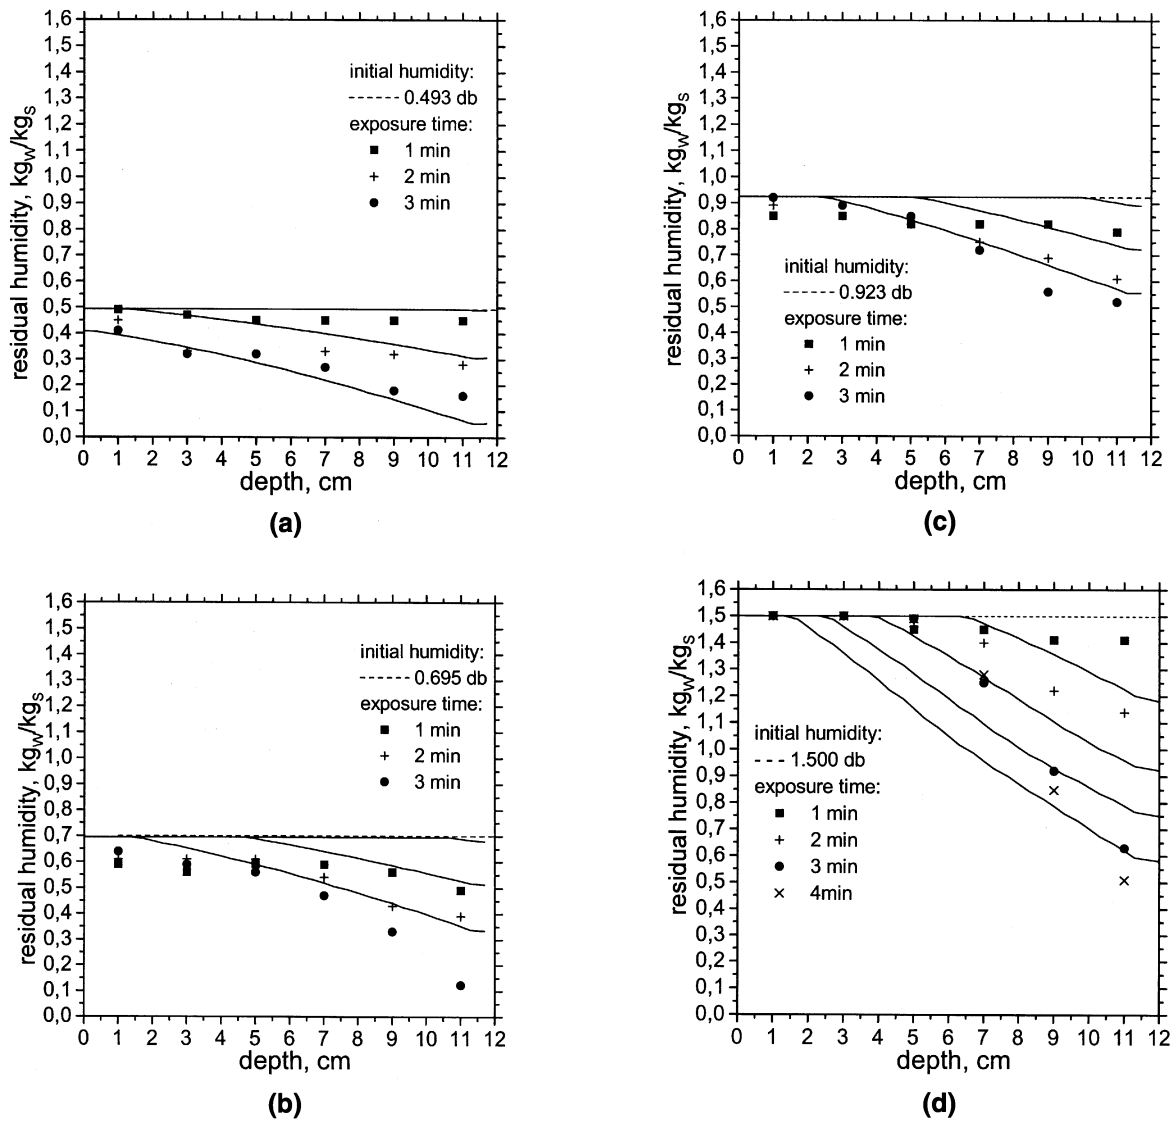 1,6
1,5
1,4
1,3
1,2
1,1
1,0
0,9
0,8
0,7
0,6
0,5
0,4
0,3
0,2
0,1
0,0
residual humidity, kgw/kgs
initial humidity:
0.493 db
exposure time:
1 min
2 min
3 min
0 1 2 3 4 5 6 7 8 9 10 11 12
depth, cm
(a)
1,6
1,5
1,4
1,3
1,2
1,1
1,0
0,9
0,8
0,7
0,6
0,5
0,4
0,3
0,2
0,1
0,0
residual humidity, kgw/kgs
initial humidity:
0.923 db
exposure time:
1 min
2 min
3 min
0 1 2 3 4 5 6 7 8 9 10 11 12
depth, cm
(c)
1,6
1,5
1,4
1,3
1,2
1,1
1,0
0,9
0,8
0,7
0,6
0,5
0,4
0,3
0,2
0,1
0,0
residual humidity, kgw/kgs
initial humidity:
0.695 db
exposure time:
1 min
2 min
3 min
0 1 2 3 4 5 6 7 8 9 10 11 12
depth, cm
(b)
1,6
1,5
1,4
1,3
1,2
1,1
1,0
0,9
0,8
0,7
0,6
0,5
0,4
0,3
0,2
0,1
0,0
residual humidity, kgw/kgs
initial humidity:
1.500 db
exposure time:
1 min
2 min
3 min
4min
0 1 2 3 4 5 6 7 8 9 10 11 12
depth, cm
(d)